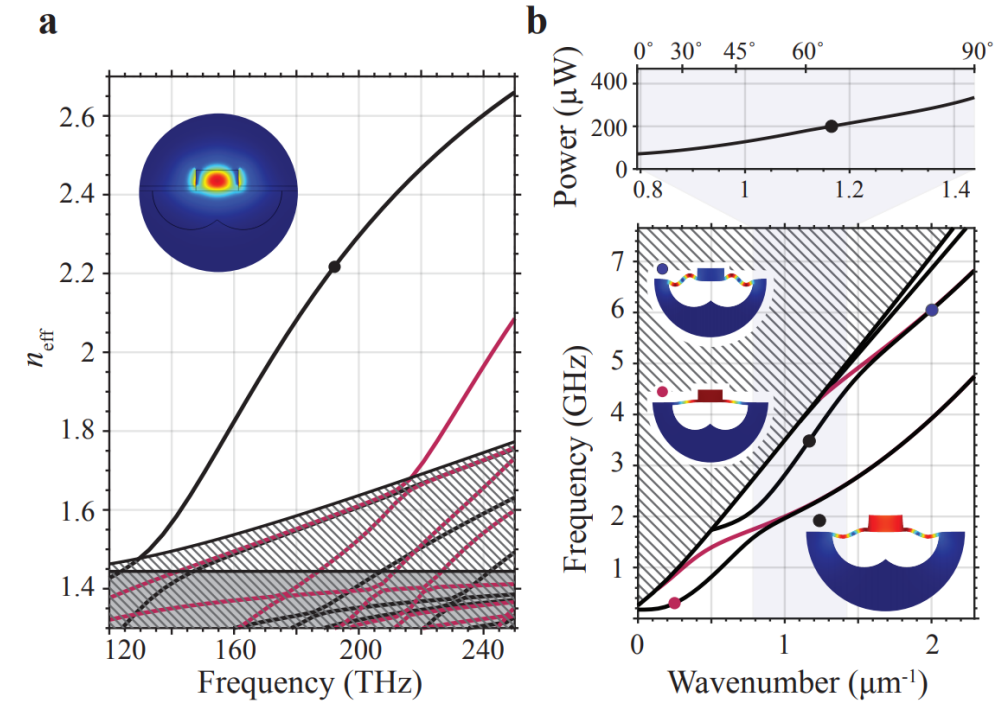 a
2.6
2.4
2.2
2
1.8
1.6
1.4
n_eff
120 160 200 240
Frequency (THz)
b
0° 30° 45° 60° 90°
400
200
0
Power (μW)
0.8 1 1.2 1.4
7
6
5
4
3
2
1
Frequency (GHz)
0 1 2
Wavenumber (μm⁻¹)